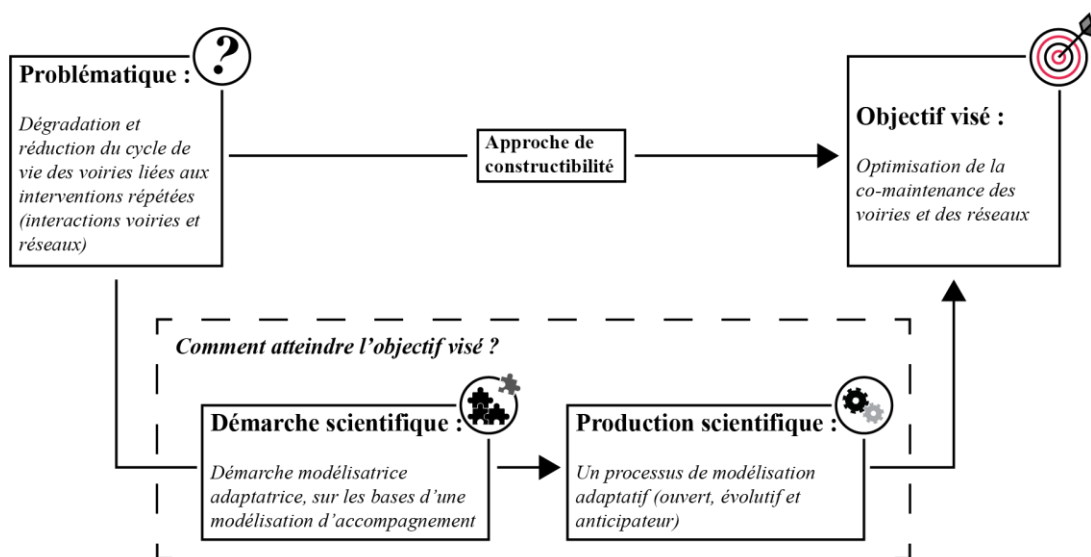 ?
Problématique :
Dégradation et
réduction du cycle de
vie des voiries liées aux
interventions répétées
(interactions voiries et
réseaux)
Approche de
constructibilité
Objectif visé :
Optimisation de la
co-maintenance des
voiries et des réseaux
Comment atteindre l’objectif visé ?
Démarche scientifique :
Démarche modélisatrice
adaptatrice, sur les bases d’une
modélisation d’accompagnement
Production scientifique :
Un processus de modélisation
adaptatif (ouvert, évolutif et
anticipateur)